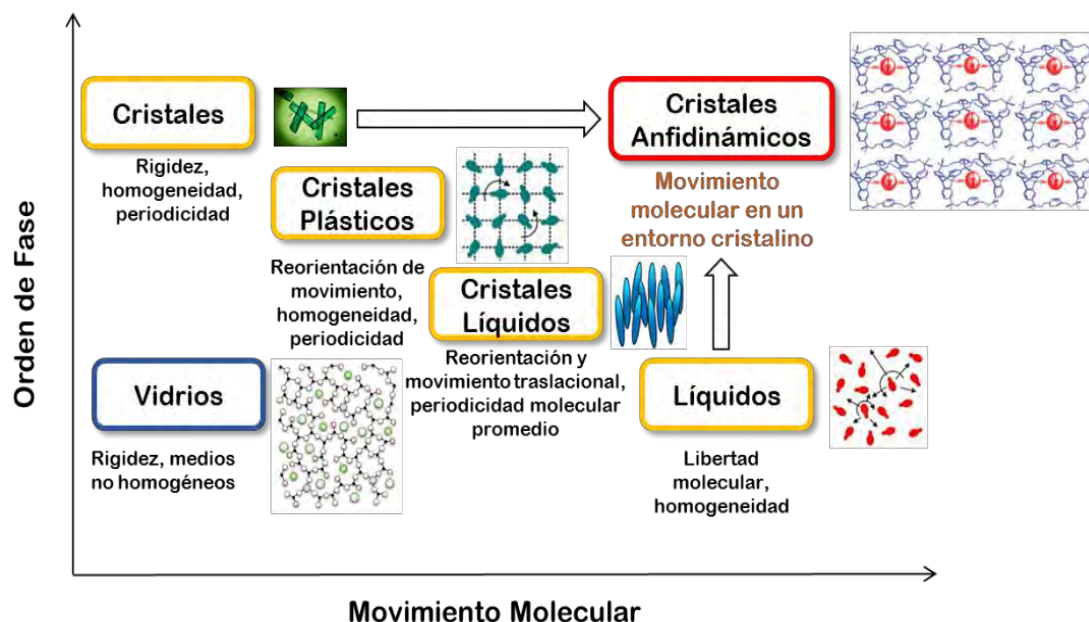 Orden de Fase
Cristales
Rigidez,
homogeneidad,
periodicidad
Cristales
Plásticos
Reorientación de
movimiento,
homogeneidad,
periodicidad
Cristales
Líquidos
Reorientación y
movimiento traslacional,
periodicidad molecular
promedio
Cristales
Anfidinámicos
Movimiento
molecular en un
entorno cristalino
Vidrios
Rigidez, medios
no homogéneos
Líquidos
Libertad
molecular,
homogeneidad
Movimiento Molecular